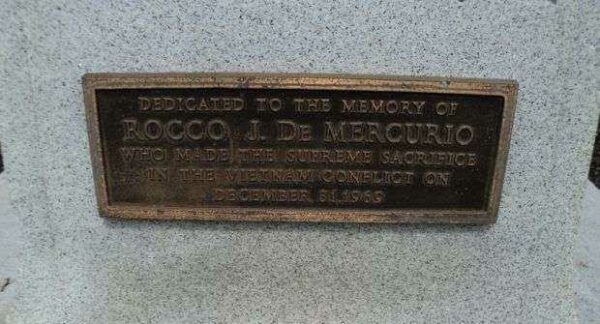 DEDICATED TO THE MEMORY OF
ROCCO J. De MERCURIO
WHO MADE THE SUPREME SACRIFICE
IN THE VIETNAM CONFLICT ON
DECEMBER 31, 1969